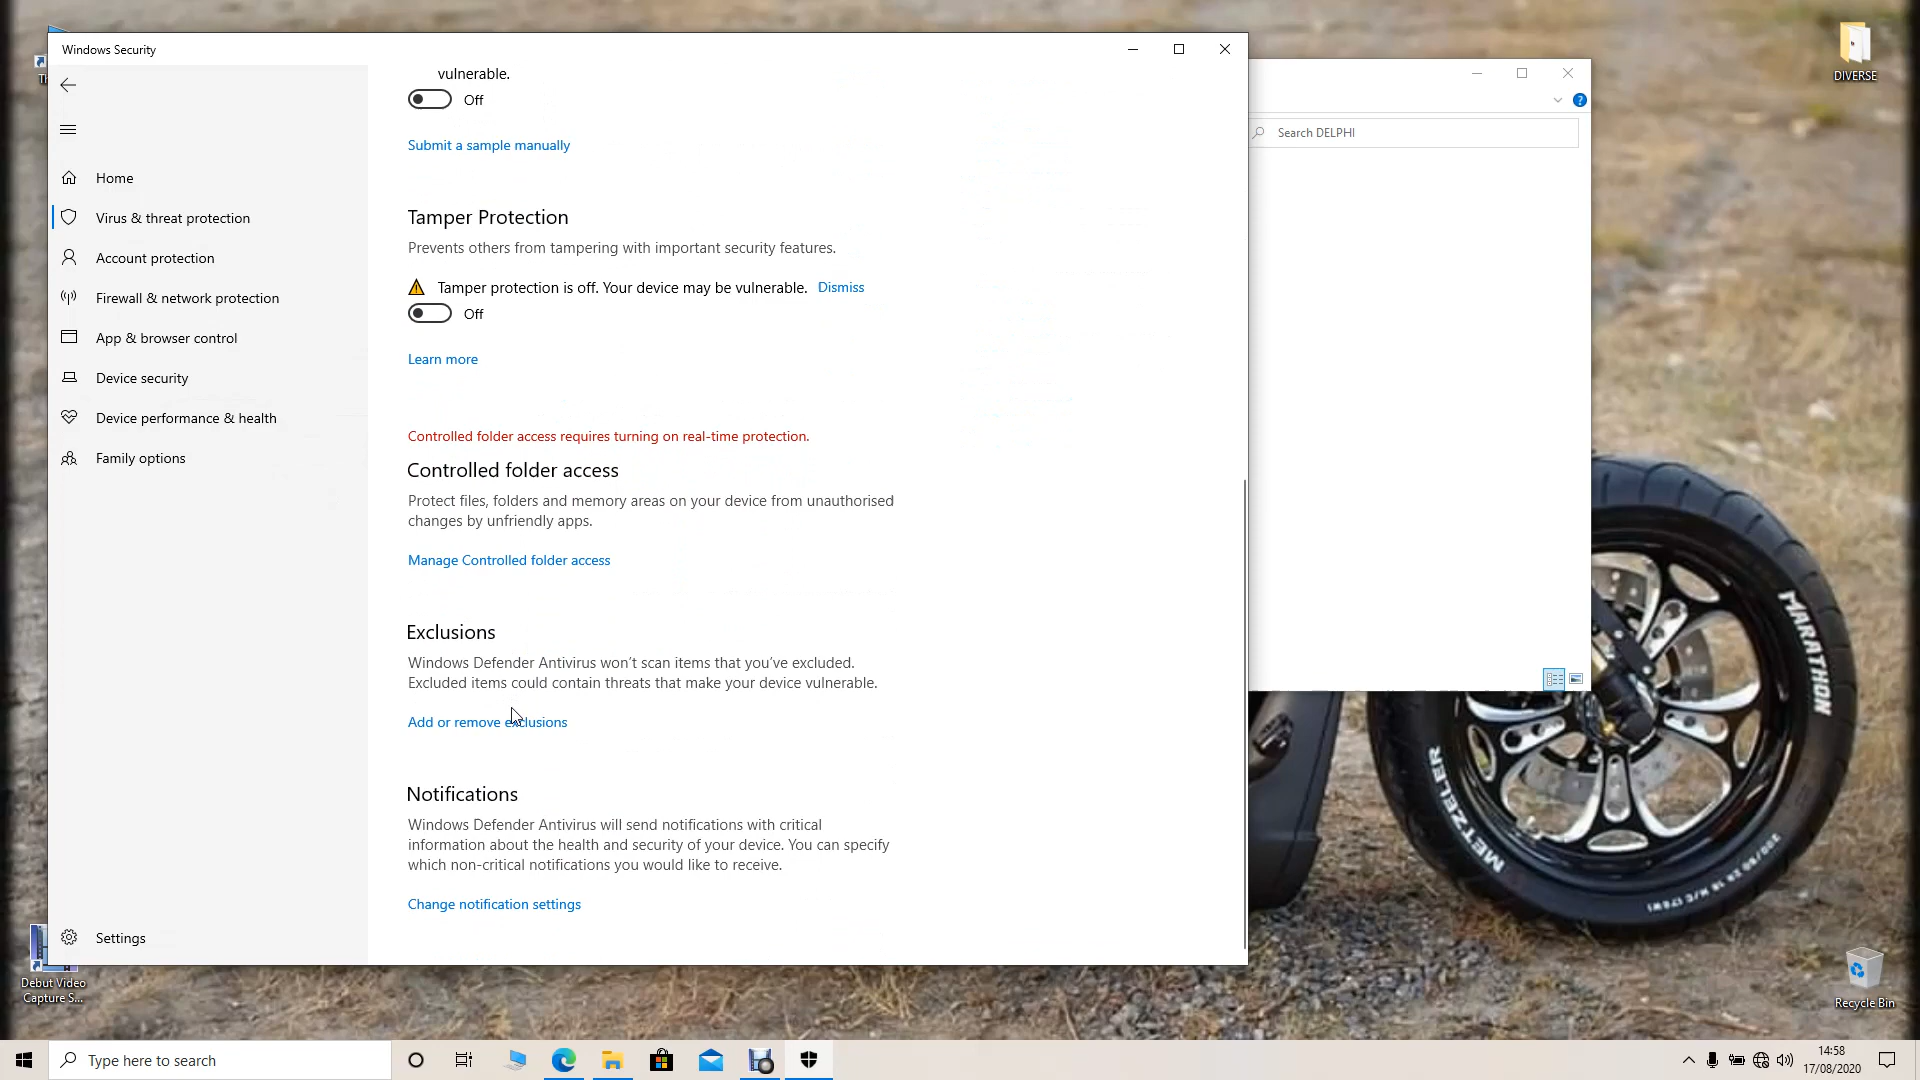 Windows Security
vulnerable.
Off
Submit a sample manually
Home
Virus & threat protection
Account protection
Firewall & network protection
App & browser control
Device security
Device performance & health
Family options
Settings
Tamper Protection
Prevents others from tampering with important security features.
Tamper protection is off. Your device may be vulnerable. Dismiss
Off
Learn more
Controlled folder access requires turning on real-time protection.
Controlled folder access
Protect files, folders and memory areas on your device from unauthorised
changes by unfriendly apps.
Manage Controlled folder access
Exclusions
Windows Defender Antivirus won't scan items that you've excluded.
Excluded items could contain threats that make your device vulnerable.
Add or remove exclusions
Notifications
Windows Defender Antivirus will send notifications with critical
information about the health and security of your device. You can specify
which non-critical notifications you would like to receive.
Change notification settings
Search DELPHI
DIVERSE
MARATHON
METZELER
Debut Video
Capture S...
Recycle Bin
Type here to search
14:58
17/08/2020